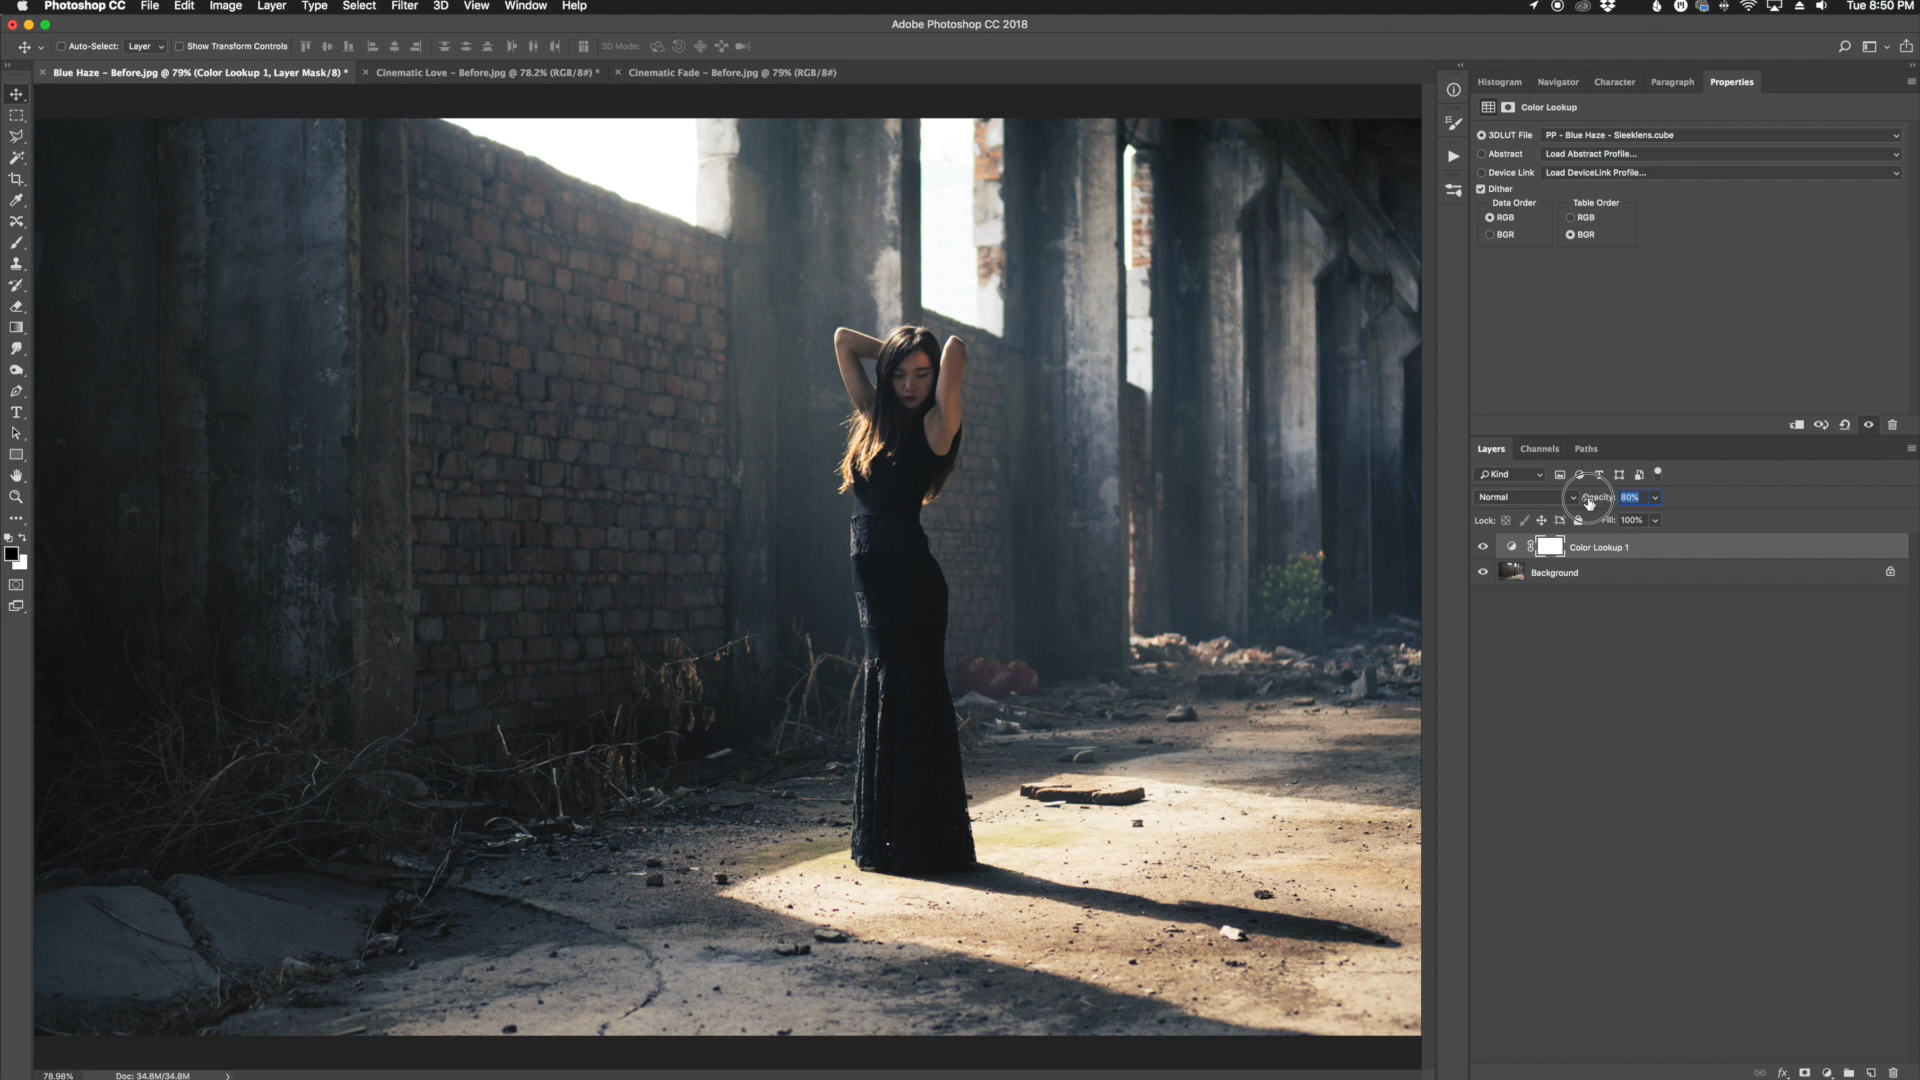 Photoshop CC File Edit Image Layer Type Select Filter 3D View Window Help Tue 8:50 PM
Adobe Photoshop CC 2018
Auto-Select: Layer Show Transform Controls 3D Mode:
Blue Haze - Before.jpg @ 79% (Color Lookup 1, Layer Mask/8) * Cinematic Love - Before.jpg @ 78.2% (RGB/8#) * Cinematic Fade - Before.jpg @ 79% (RGB/8#)
Histogram Navigator Character Paragraph Properties
Color Lookup
3DLUT File PP - Blue Haze - Sleeklens.cube
Abstract Load Abstract Profile...
Device Link Load DeviceLink Profile...
Dither
Data Order Table Order
RGB RGB
BGR BGR
Layers Channels Paths
Kind
Normal 80%
Lock: Fill: 100%
Color Lookup 1
Background
8
78.98% Doc: 34.8M/34.8M